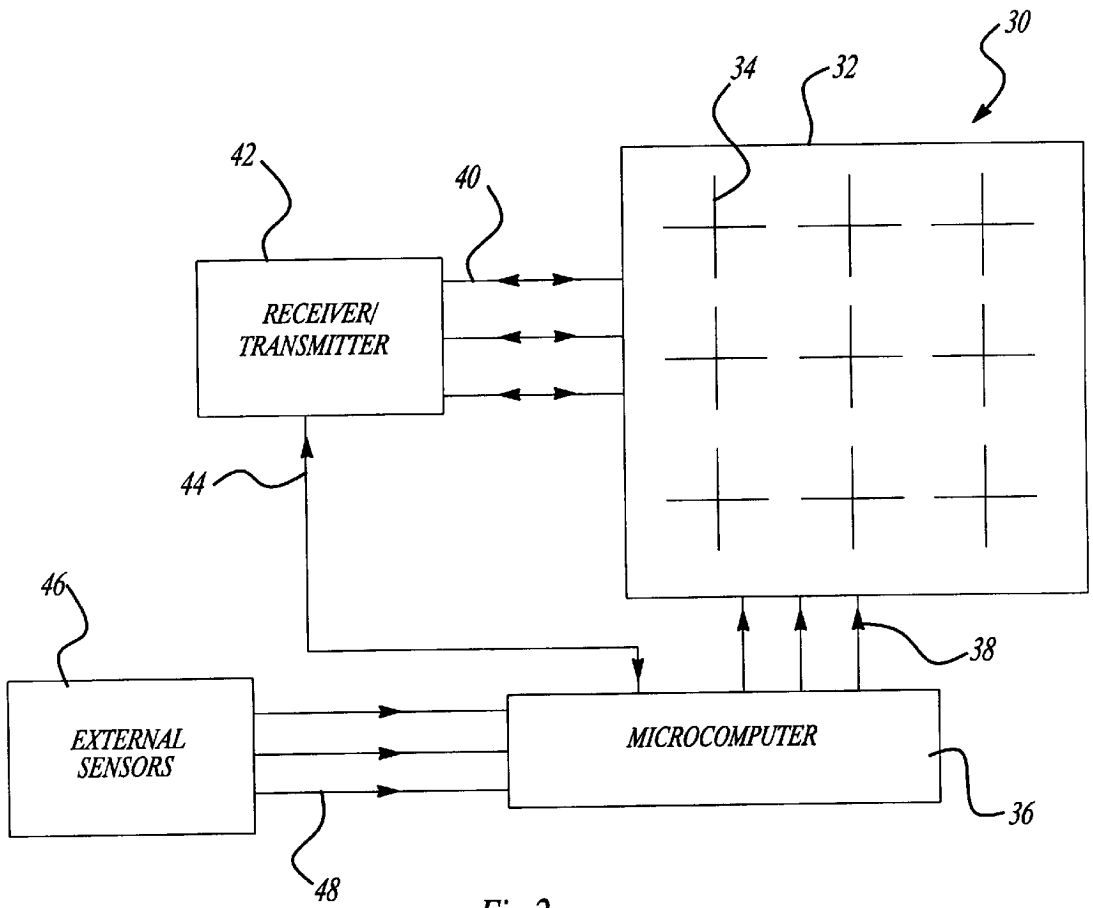 30
34
32
42
40
RECEIVER/
TRANSMITTER
44
46
38
EXTERNAL
SENSORS
MICROCOMPUTER
36
48